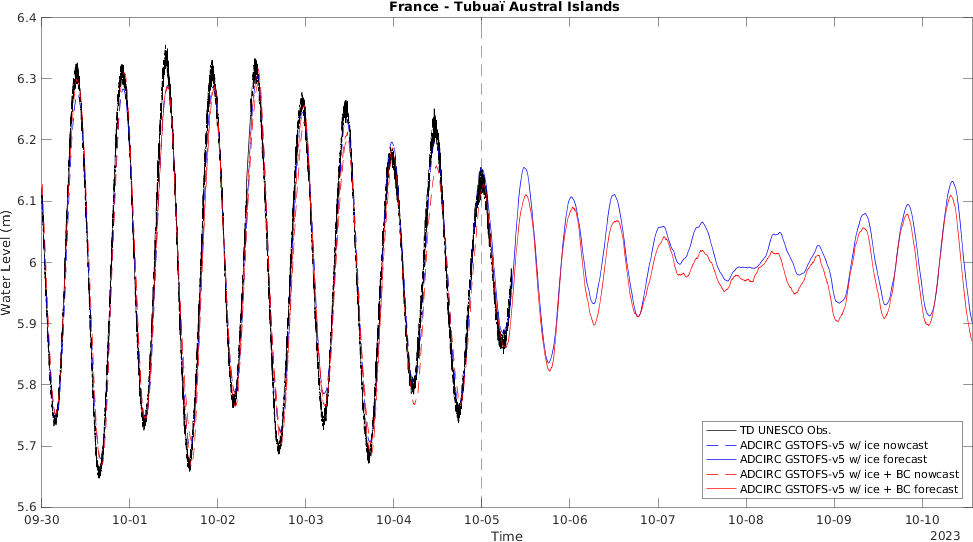 France - Tubuaï Austral Islands
Water Level (m)
6.4
6.3
6.2
6.1
6
5.9
5.8
5.7
5.6
TD UNESCO Obs.
ADCIRC GSTOFS-v5 w/ ice nowcast
ADCIRC GSTOFS-v5 w/ ice forecast
ADCIRC GSTOFS-v5 w/ ice + BC nowcast
ADCIRC GSTOFS-v5 w/ ice + BC forecast
09-30 10-01 10-02 10-03 10-04 10-05 10-06 10-07 10-08 10-09 10-10
Time
2023